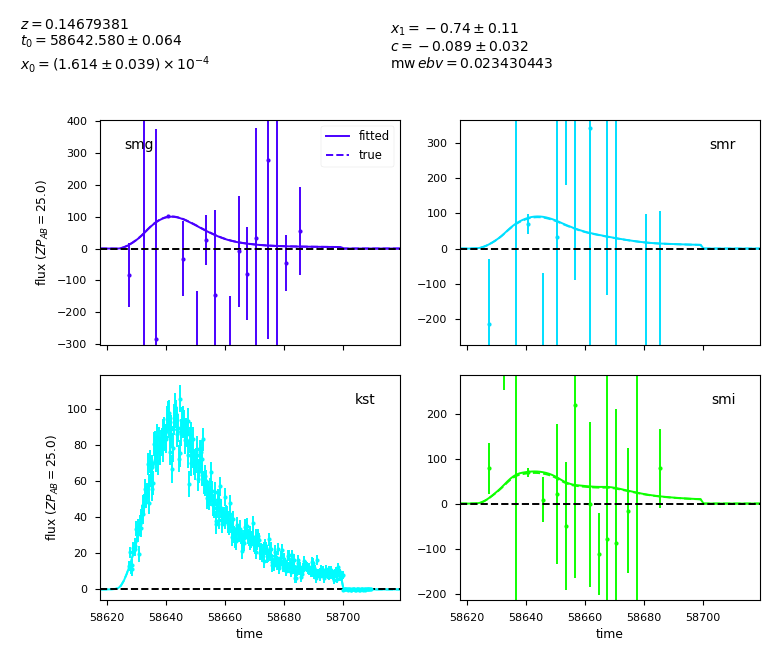 z = 0.14679381
t0 = 58642.580 ± 0.064
x0 = (1.614 ± 0.039) × 10^−4
x1 = −0.74 ± 0.11
c = −0.089 ± 0.032
mw ebv = 0.023430443
smg
fitted
true
400
300
200
100
0
−100
−200
−300
flux (ZP_AB = 25.0)
smr
300
200
100
0
−100
−200
kst
100
80
60
40
20
0
flux (ZP_AB = 25.0)
58620 58640 58660 58680 58700
time
smi
200
100
0
−100
−200
58620 58640 58660 58680 58700
time